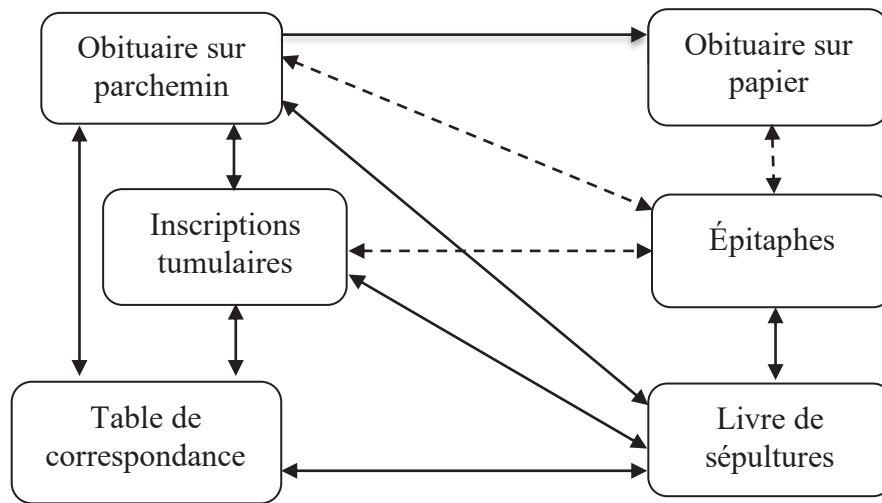 Obituaire sur
parchemin
Obituaire sur
papier
Inscriptions
tumulaires
Épitaphes
Table de
correspondance
Livre de
sépultures